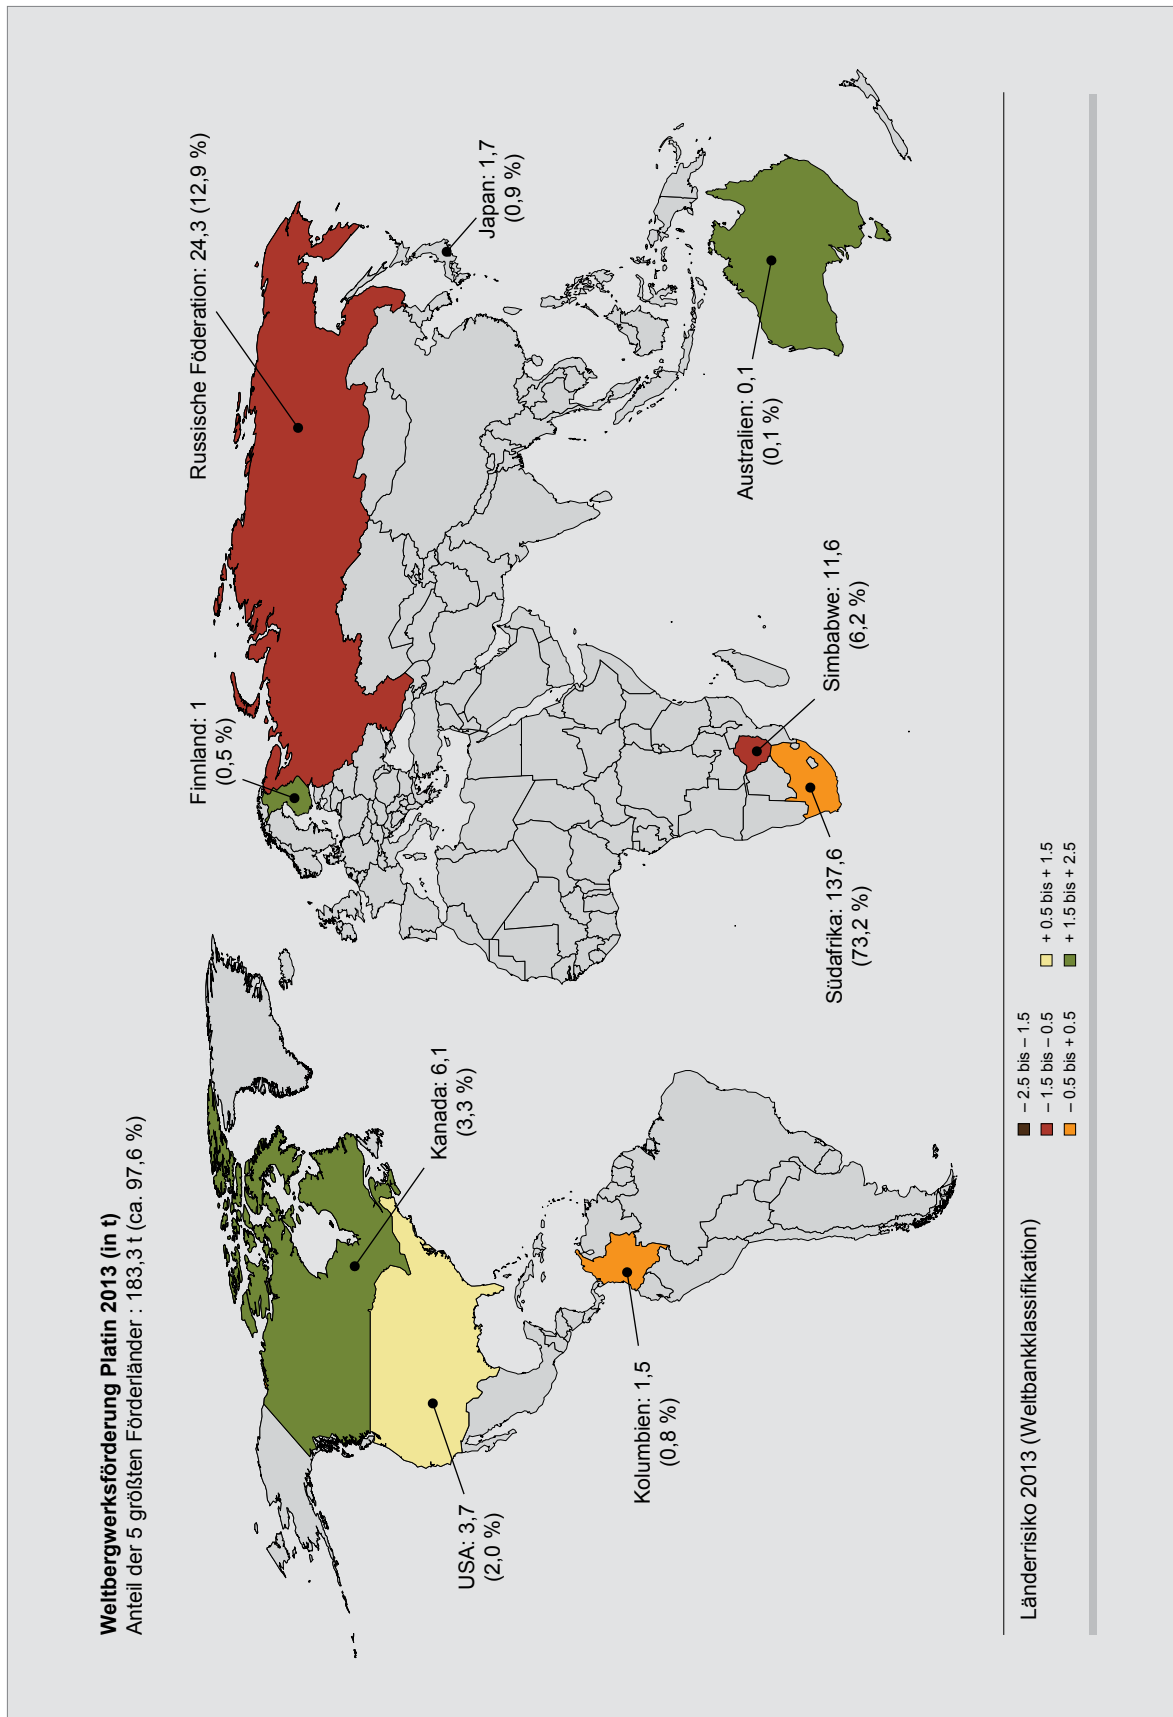 Weltbergwerksförderung Platin 2013 (in t)
Anteil der 5 größten Förderländer : 183,3 t (ca. 97,6 %)
USA: 3,7
(2,0 %)
Kanada: 6,1
(3,3 %)
Kolumbien: 1,5
(0,8 %)
Finnland: 1
(0,5 %)
Russische Föderation: 24,3 (12,9 %)
Japan: 1,7
(0,9 %)
Südafrika: 137,6
(73,2 %)
Simbabwe: 11,6
(6,2 %)
Australien: 0,1
(0,1 %)
Länderrisiko 2013 (Weltbankklassifikation)
– 2.5 bis – 1.5
– 1.5 bis – 0.5
– 0.5 bis + 0.5
+ 0.5 bis + 1.5
+ 1.5 bis + 2.5